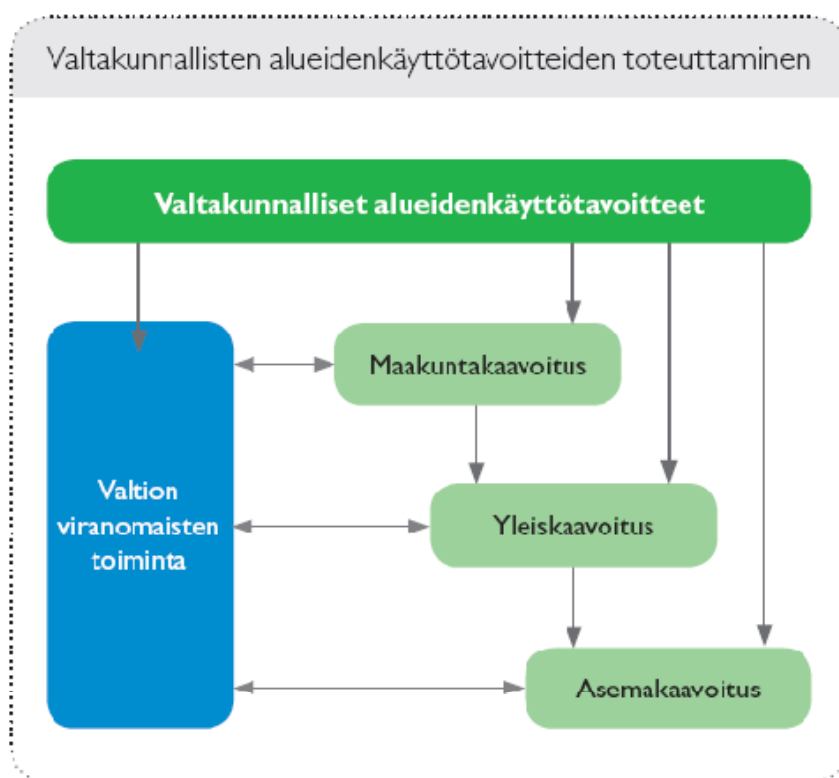 Valtakunnallisten alueidenkäyttötavoitteiden toteuttaminen
Valtakunnalliset alueidenkäyttötavoitteet
Maakuntakaavoitus
Valtion
viranomaisten
toiminta
Yleiskaavoitus
Asemakaavoitus